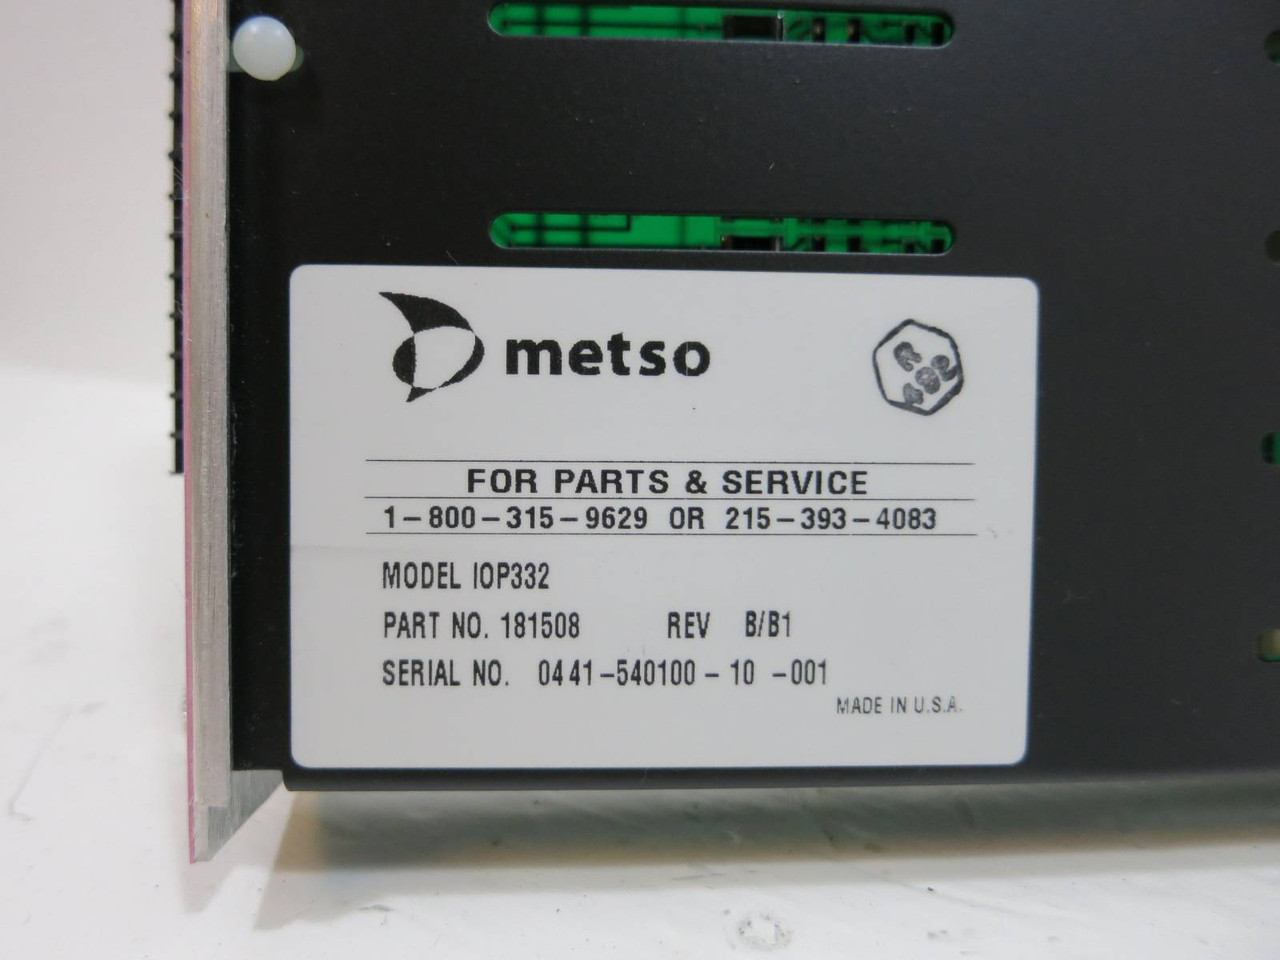 metso
FOR PARTS & SERVICE
1-800-315-9629 OR 215-393-4083
MODEL IOP332
PART NO. 181508 REV B/B1
SERIAL NO. 0441-540100-10-001
MADE IN U.S.A.